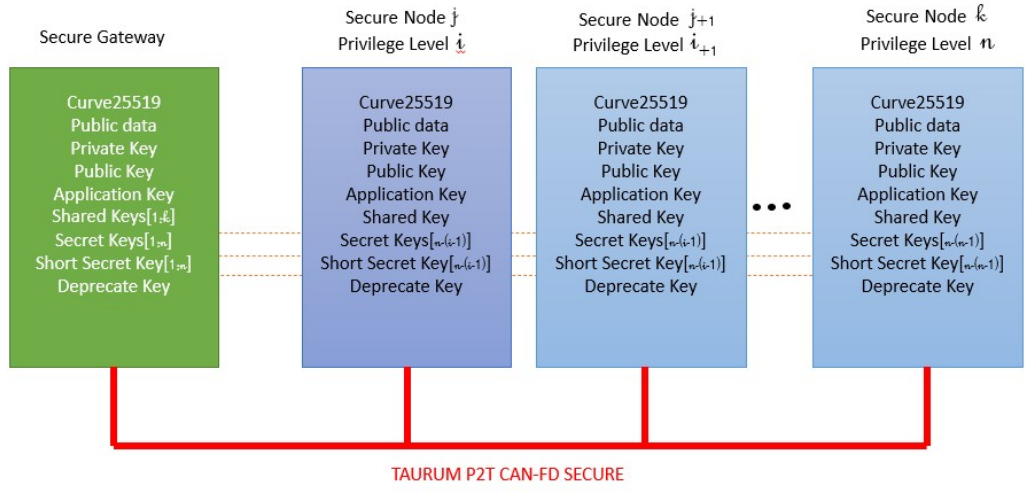 Secure Gateway
Curve25519
Public data
Private Key
Public Key
Application Key
Shared Keys[1,k]
Secret Keys[1,n]
Short Secret Key[1,n]
Deprecate Key
Secure Node j
Privilege Level i
Curve25519
Public data
Private Key
Public Key
Application Key
Shared Key
Secret Keys[n-(i-1)]
Short Secret Key[n-(i-1)]
Deprecate Key
Secure Node j+1
Privilege Level i+1
Curve25519
Public data
Private Key
Public Key
Application Key
Shared Key
Secret Keys[n-(i-1)]
Short Secret Key[n-(i-1)]
Deprecate Key
...
Secure Node k
Privilege Level n
Curve25519
Public data
Private Key
Public Key
Application Key
Shared Key
Secret Keys[n-(n-1)]
Short Secret Key[n-(n-1)]
Deprecate Key
TAURUM P2T CAN-FD SECURE